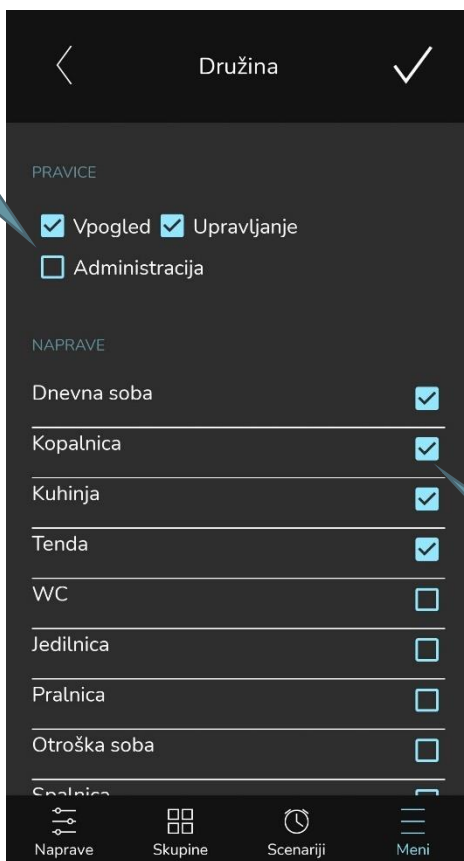 Družina
PRAVICE
Vpogled Upravljanje
Administracija
NAPRAVE
Dnevna soba
Kopalnica
Kuhinja
Tenda
WC
Jedilnica
Pralnica
Otroška soba
Spalnica
Naprave Skupine Scenariji Meni